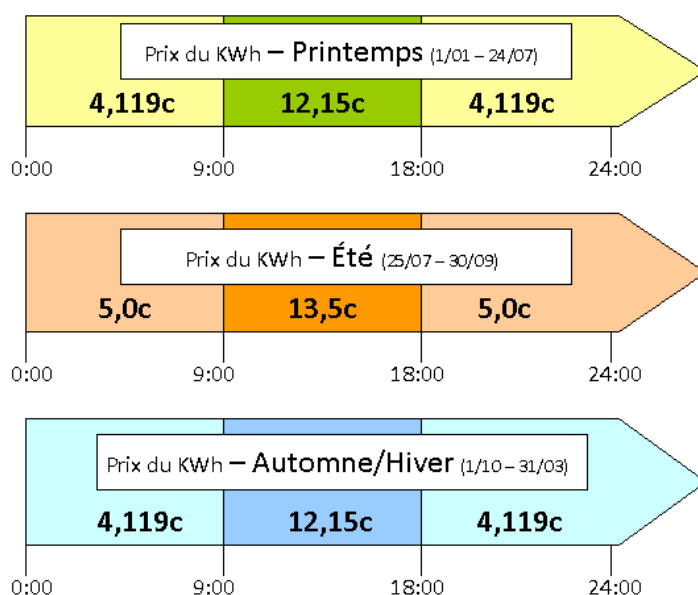 Prix du KWh – Printemps (1/01 – 24/07)
4,119c 12,15c 4,119c
0:00 9:00 18:00 24:00
Prix du KWh – Été (25/07 – 30/09)
5,0c 13,5c 5,0c
0:00 9:00 18:00 24:00
Prix du KWh – Automne/Hiver (1/10 – 31/03)
4,119c 12,15c 4,119c
0:00 9:00 18:00 24:00